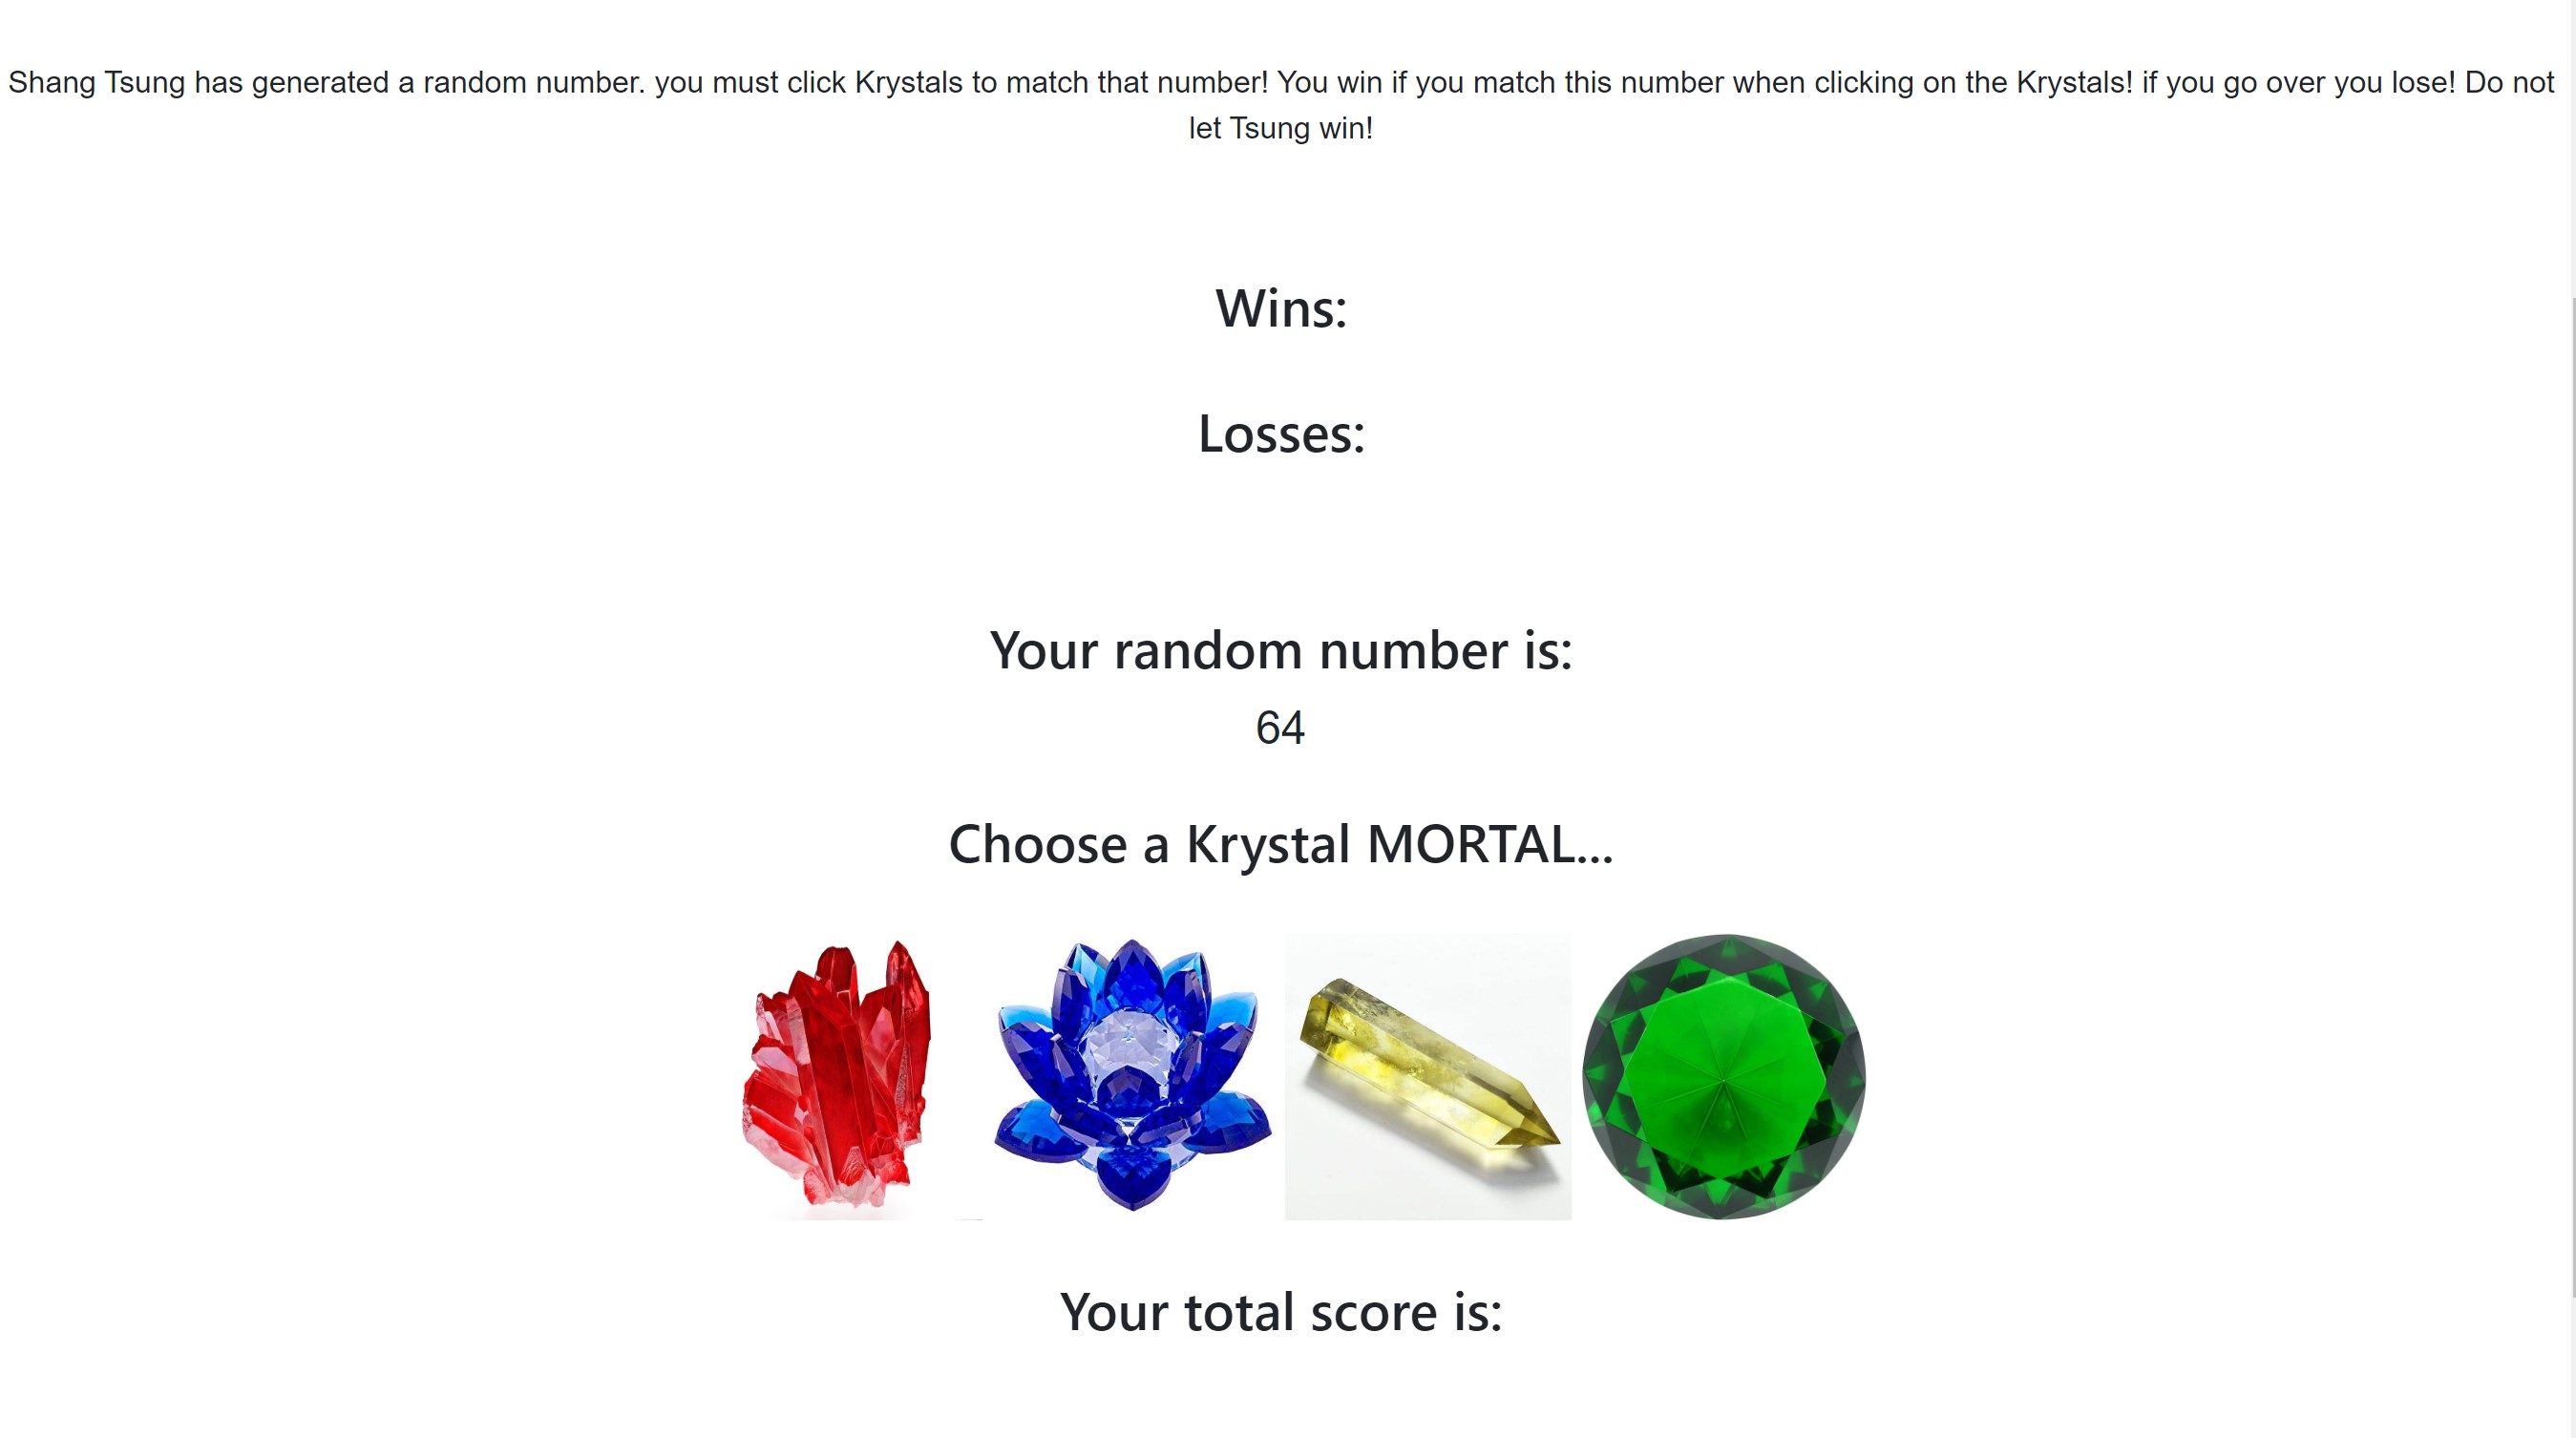 Shang Tsung has generated a random number. you must click Krystals to match that number! You win if you match this number when clicking on the Krystals! if you go over you lose! Do not
let Tsung win!
Wins:
Losses:
Your random number is:
64
Choose a Krystal MORTAL...
Your total score is: